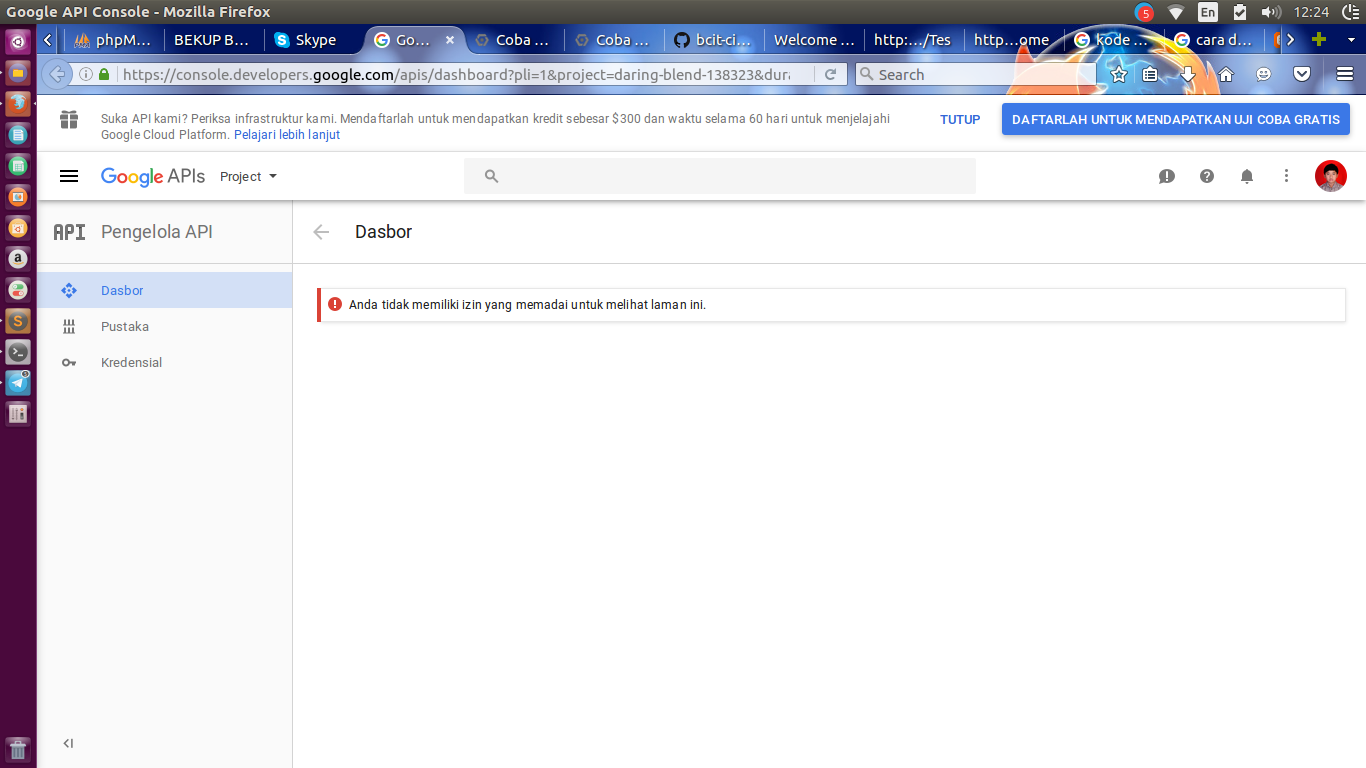 Google API Console - Mozilla Firefox
5
En
12:24
phpM...
BEKUP B...
Skype
Go...
Coba ...
Coba ...
bcit-ci...
Welcome ...
http:.../Tes
http...ome
kode ...
cara d...
https://console.developers.google.com/apis/dashboard?pli=1&project=daring-blend-138323&dura
Search
Suka API kami? Periksa infrastruktur kami. Mendaftarlah untuk mendapatkan kredit sebesar $300 dan waktu selama 60 hari untuk menjelajahi
Google Cloud Platform. Pelajari lebih lanjut
TUTUP
DAFTARLAH UNTUK MENDAPATKAN UJI COBA GRATIS
Google APIs
Project
API
Pengelola API
Dasbor
Dasbor
Anda tidak memiliki izin yang memadai untuk melihat laman ini.
Pustaka
Kredensial